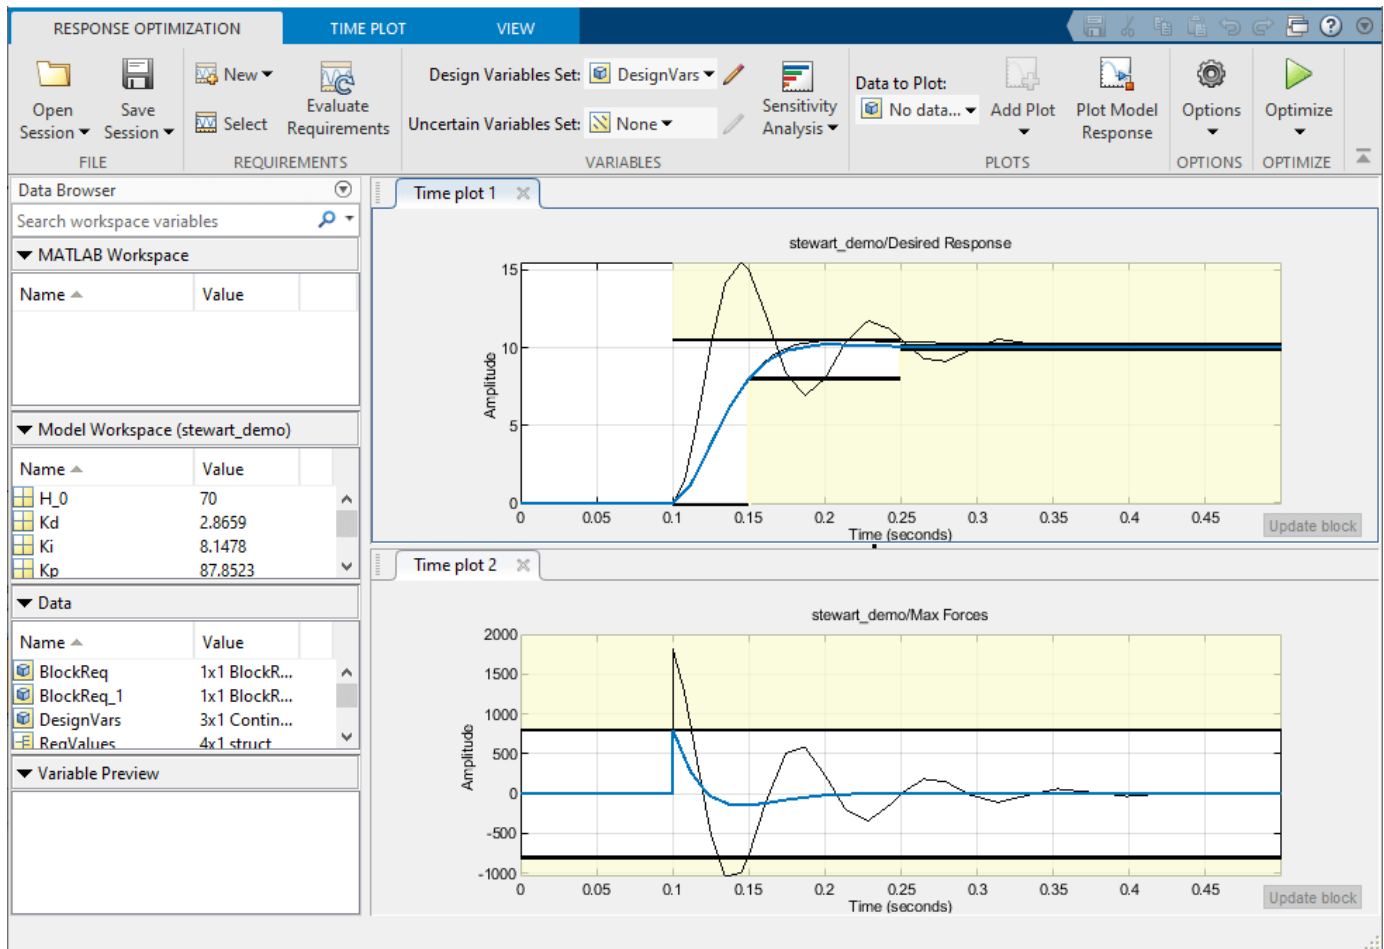 RESPONSE OPTIMIZATION TIME PLOT VIEW
Open Session Save Session
New
Select
Evaluate Requirements
Design Variables Set: DesignVars
Uncertain Variables Set: None
Sensitivity Analysis
Data to Plot:
No data...
Add Plot
Plot Model Response
Options
Optimize
FILE REQUIREMENTS VARIABLES PLOTS OPTIONS OPTIMIZE
Data Browser
Search workspace variables
MATLAB Workspace
Name Value
Model Workspace (stewart_demo)
Name Value
H_0 70
Kd 2.8659
Ki 8.1478
Kp 87.8523
Data
Name Value
BlockReq 1x1 BlockR...
BlockReq_1 1x1 BlockR...
DesignVars 3x1 Contin...
ReqValues 4x1 struct
Variable Preview
Time plot 1
stewart_demo/Desired Response
15
10
5
0
Amplitude
0 0.05 0.1 0.15 0.2 0.25 0.3 0.35 0.4 0.45
Time (seconds)
Update block
Time plot 2
stewart_demo/Max Forces
2000
1500
1000
500
0
-500
-1000
Amplitude
0 0.05 0.1 0.15 0.2 0.25 0.3 0.35 0.4 0.45
Time (seconds)
Update block